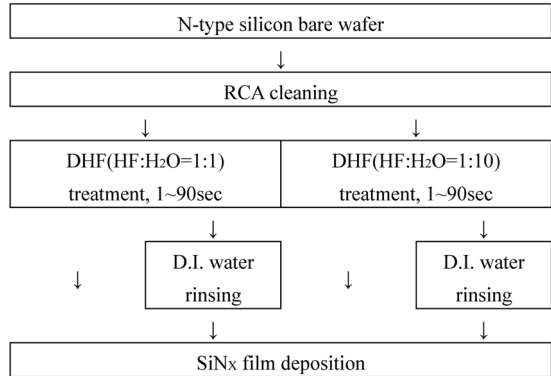 N-type silicon bare wafer
↓
RCA cleaning
↓ ↓
DHF(HF:H₂O=1:1) DHF(HF:H₂O=1:10)
treatment, 1~90sec treatment, 1~90sec
↓ ↓
↓ D.I. water ↓ D.I. water
rinsing rinsing
↓ ↓
SiNx film deposition